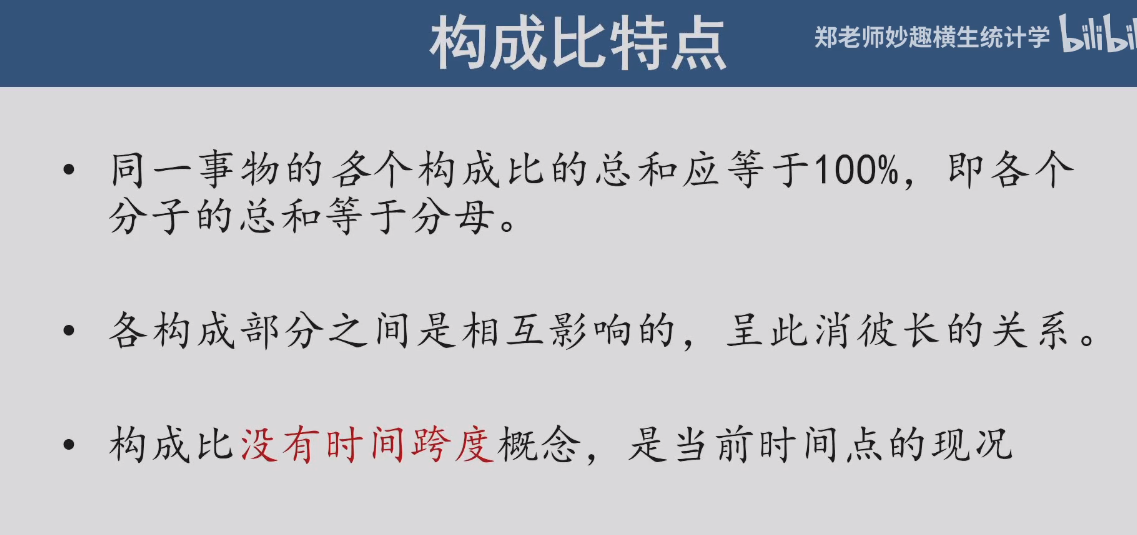 构成比特点
郑老师妙趣横生统计学
• 同一事物的各个构成比的总和应等于100%，即各个
分子的总和等于分母。
• 各构成部分之间是相互影响的，呈此消彼长的关系。
• 构成比没有时间跨度概念，是当前时间点的现况